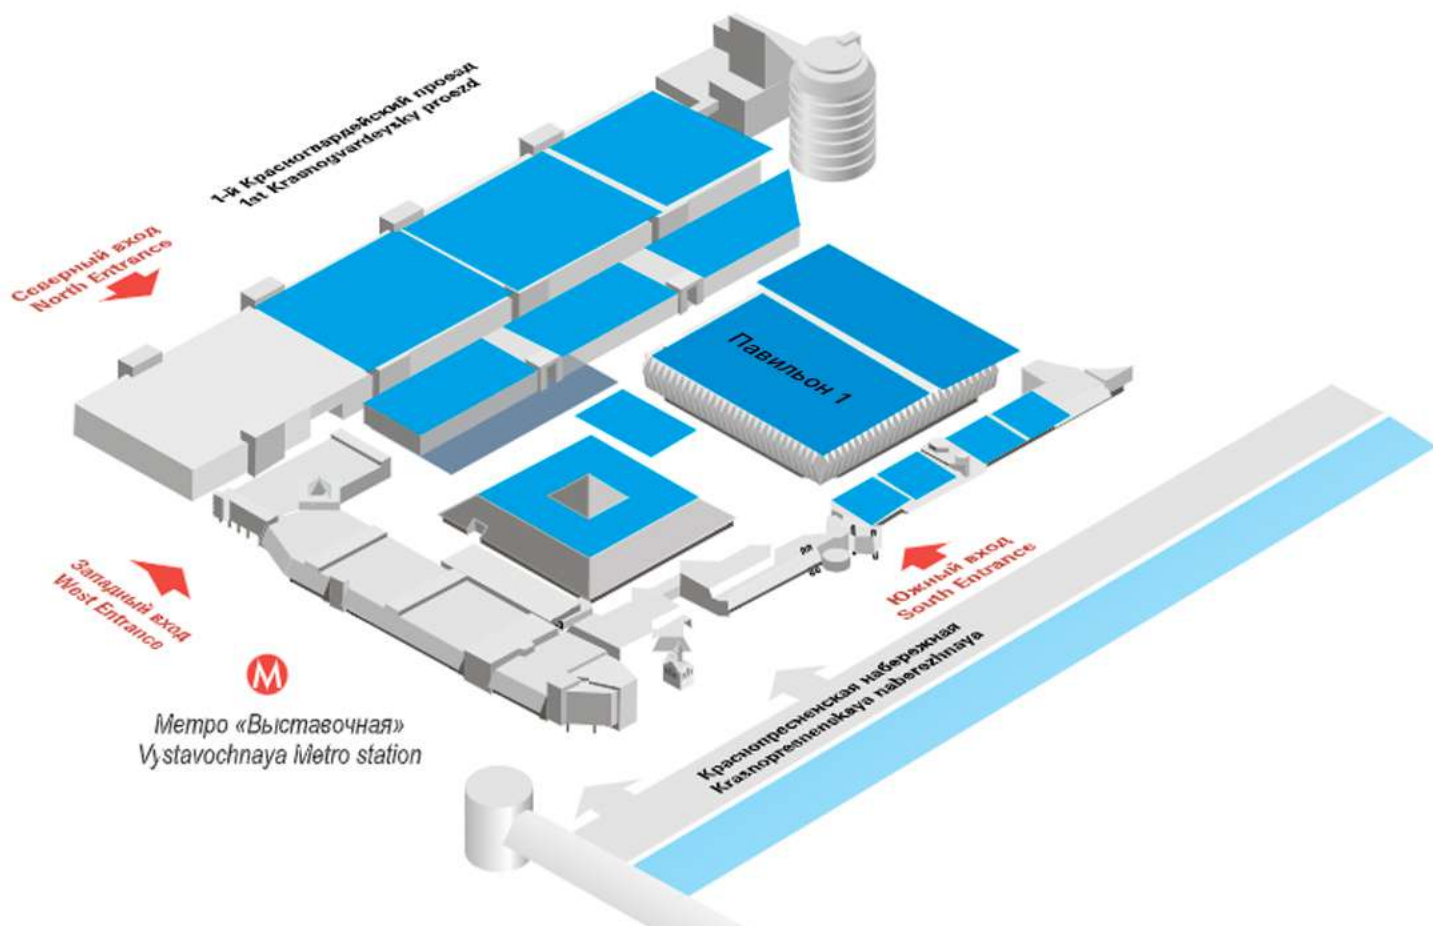 1-й Красногвардейский проезд
1st Krasnogvardeysky proezd
Северный вход
North Entrance
Павильон 1
Западный вход
West Entrance
Южный вход
South Entrance
М
Метро «Выставочная»
Vystavochnaya Metro station
Краснопресненская набережная
Krasnopresnenskaya naberezhnaya